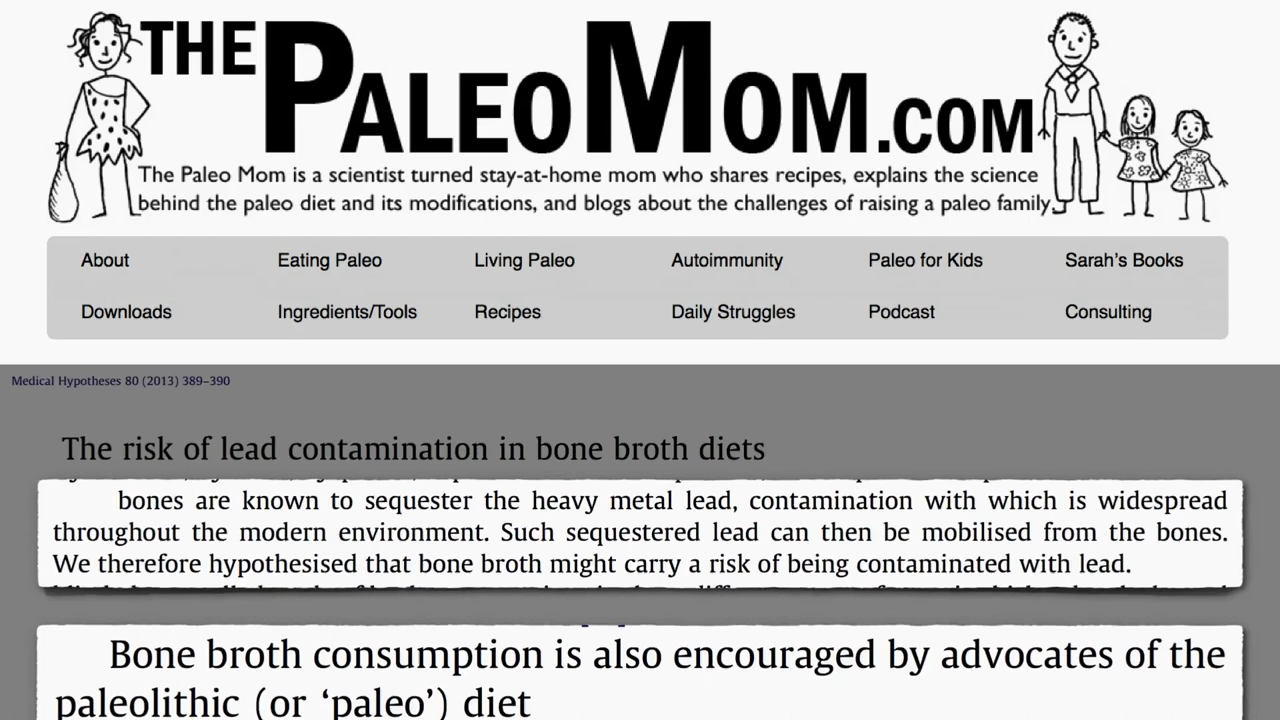 THE PALEOMOM.COM
The Paleo Mom is a scientist turned stay-at-home mom who shares recipes, explains the science
behind the paleo diet and its modifications, and blogs about the challenges of raising a paleo family.
About Eating Paleo Living Paleo Autoimmunity Paleo for Kids Sarah's Books
Downloads Ingredients/Tools Recipes Daily Struggles Podcast Consulting
Medical Hypotheses 80 (2013) 389–390
The risk of lead contamination in bone broth diets
bones are known to sequester the heavy metal lead, contamination with which is widespread
throughout the modern environment. Such sequestered lead can then be mobilised from the bones.
We therefore hypothesised that bone broth might carry a risk of being contaminated with lead.
Bone broth consumption is also encouraged by advocates of the
paleolithic (or ‘paleo’) diet